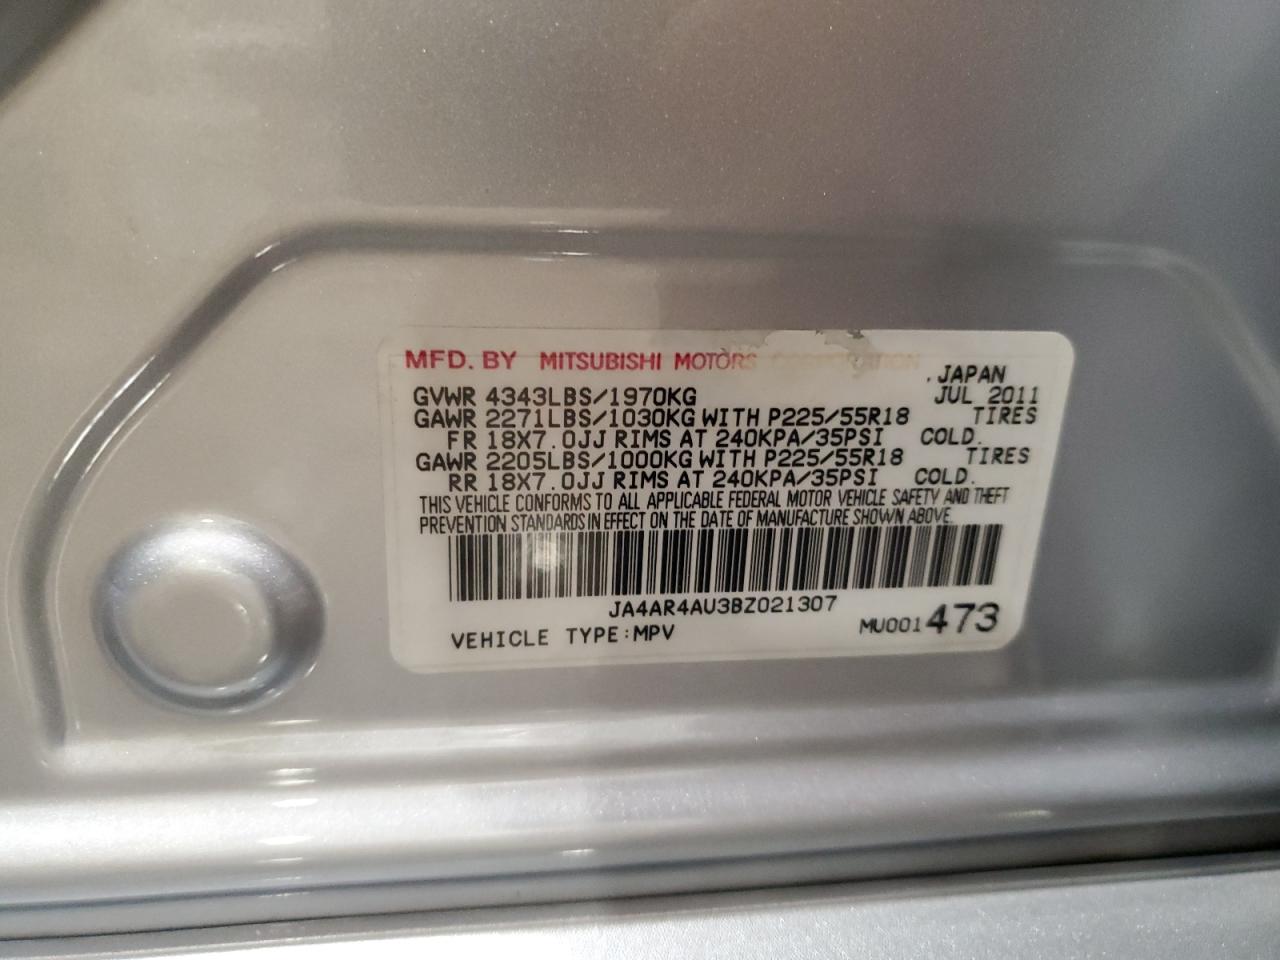 MFD. BY MITSUBISHI MOTORS CORPORATION
.JAPAN
GVWR 4343LBS/1970KG JUL 2011
GAWR 2271LBS/1030KG WITH P225/55R18 TIRES
FR 18X7.0JJ RIMS AT 240KPA/35PSI COLD.
GAWR 2205LBS/1000KG WITH P225/55R18 TIRES
RR 18X7.0JJ RIMS AT 240KPA/35PSI COLD.
THIS VEHICLE CONFORMS TO ALL APPLICABLE FEDERAL MOTOR VEHICLE SAFETY AND THEFT
PREVENTION STANDARDS IN EFFECT ON THE DATE OF MANUFACTURE SHOWN ABOVE.
JA4AR4AU3BZ021307
VEHICLE TYPE:MPV MU001473